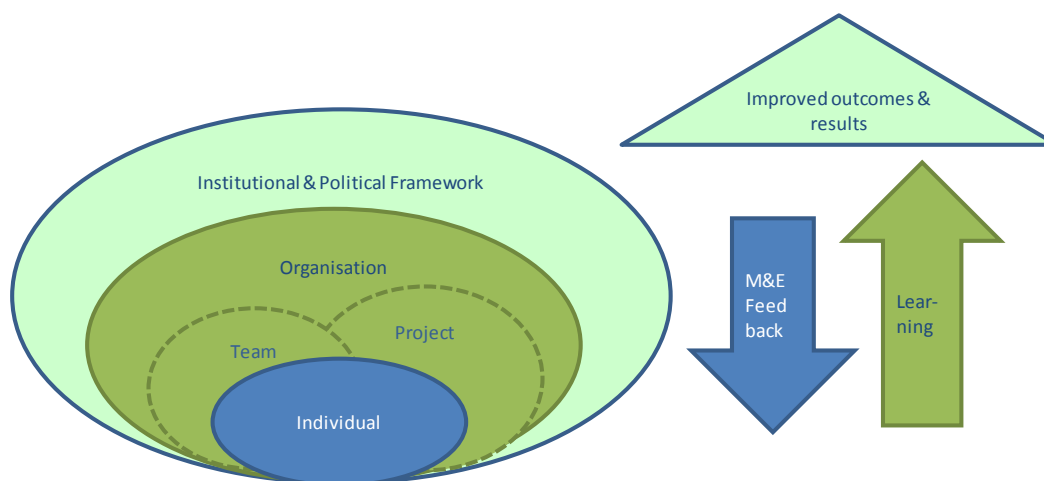 Improved outcomes &
results
Institutional & Political Framework
Organisation
Team
Project
Individual
M&E
Feed
back
Lear-
ning